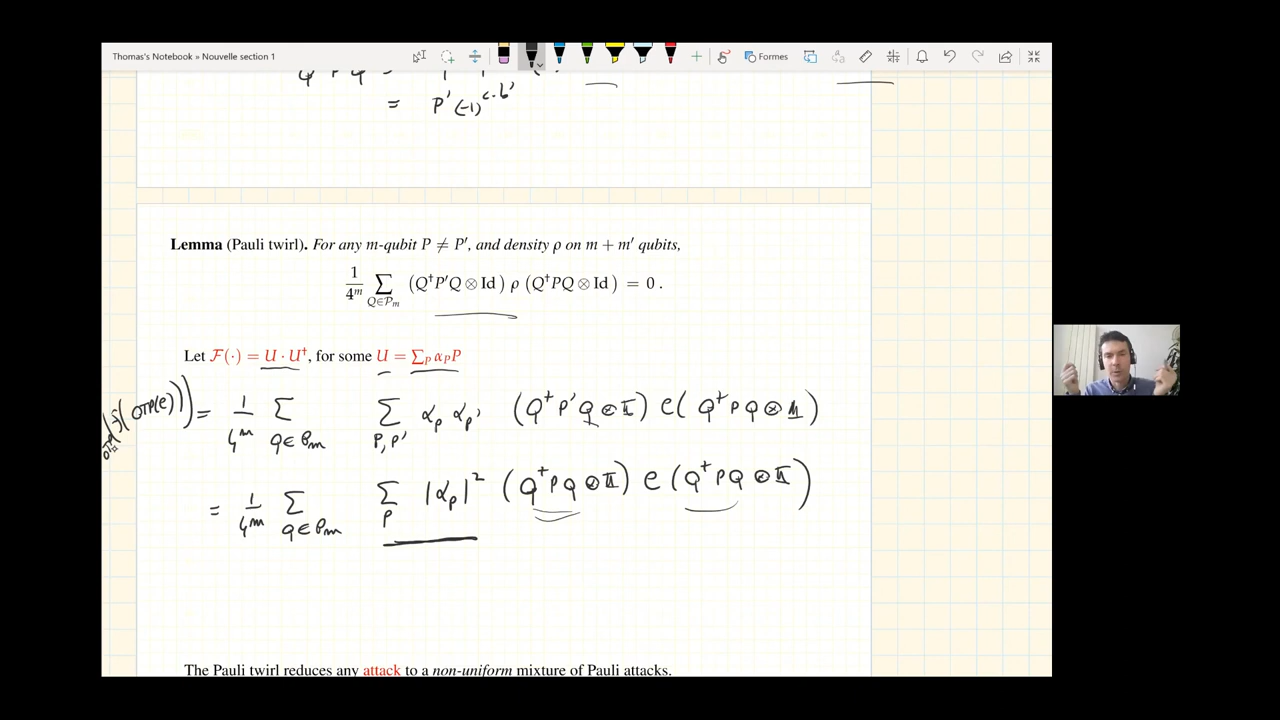 Thomas's Notebook » Nouvelle section 1
Formes
= P' (-1)^{c·b'}
Lemma (Pauli twirl). For any m-qubit P ≠ P′, and density ρ on m + m′ qubits,
1/4^m ∑_{Q∈𝒫_m} (Q†P′Q ⊗ Id) ρ (Q†PQ ⊗ Id) = 0.
Let ℱ(·) = U · U†, for some U = ∑_P α_P P
= 1/4^m ∑_{Q∈𝒫_m} ∑_{P,P'} α_P α_{P'} (Q† P' Q ⊗ 𝟙) ρ (Q† P Q ⊗ 𝟙)
= 1/4^m ∑_{Q∈𝒫_m} ∑_P |α_P|² (Q† P Q ⊗ 𝟙) ρ (Q† P Q ⊗ 𝟙)
The Pauli twirl reduces any attack to a non-uniform mixture of Pauli attacks.